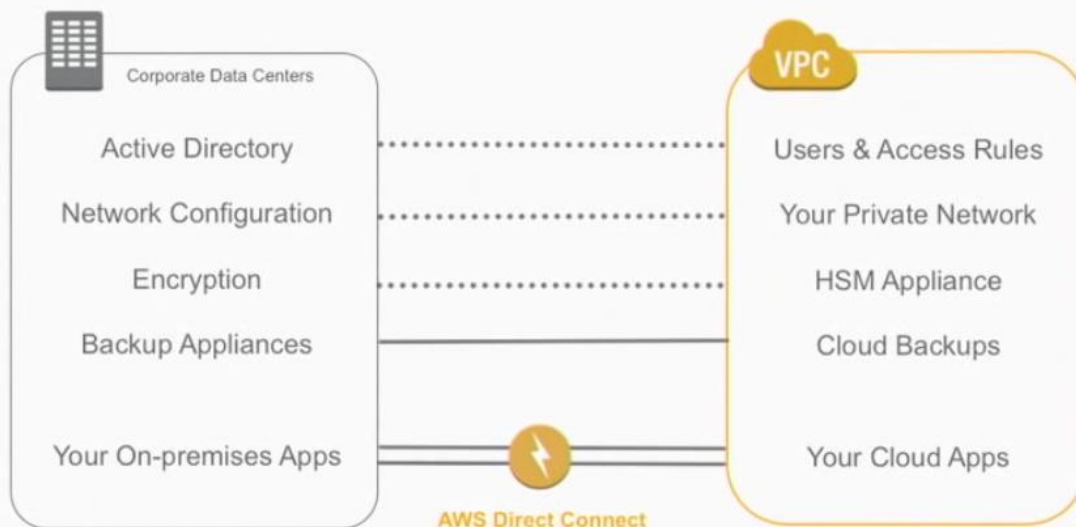 Corporate Data Centers
VPC
Active Directory
Users & Access Rules
Network Configuration
Your Private Network
Encryption
HSM Appliance
Backup Appliances
Cloud Backups
Your On-premises Apps
Your Cloud Apps
AWS Direct Connect